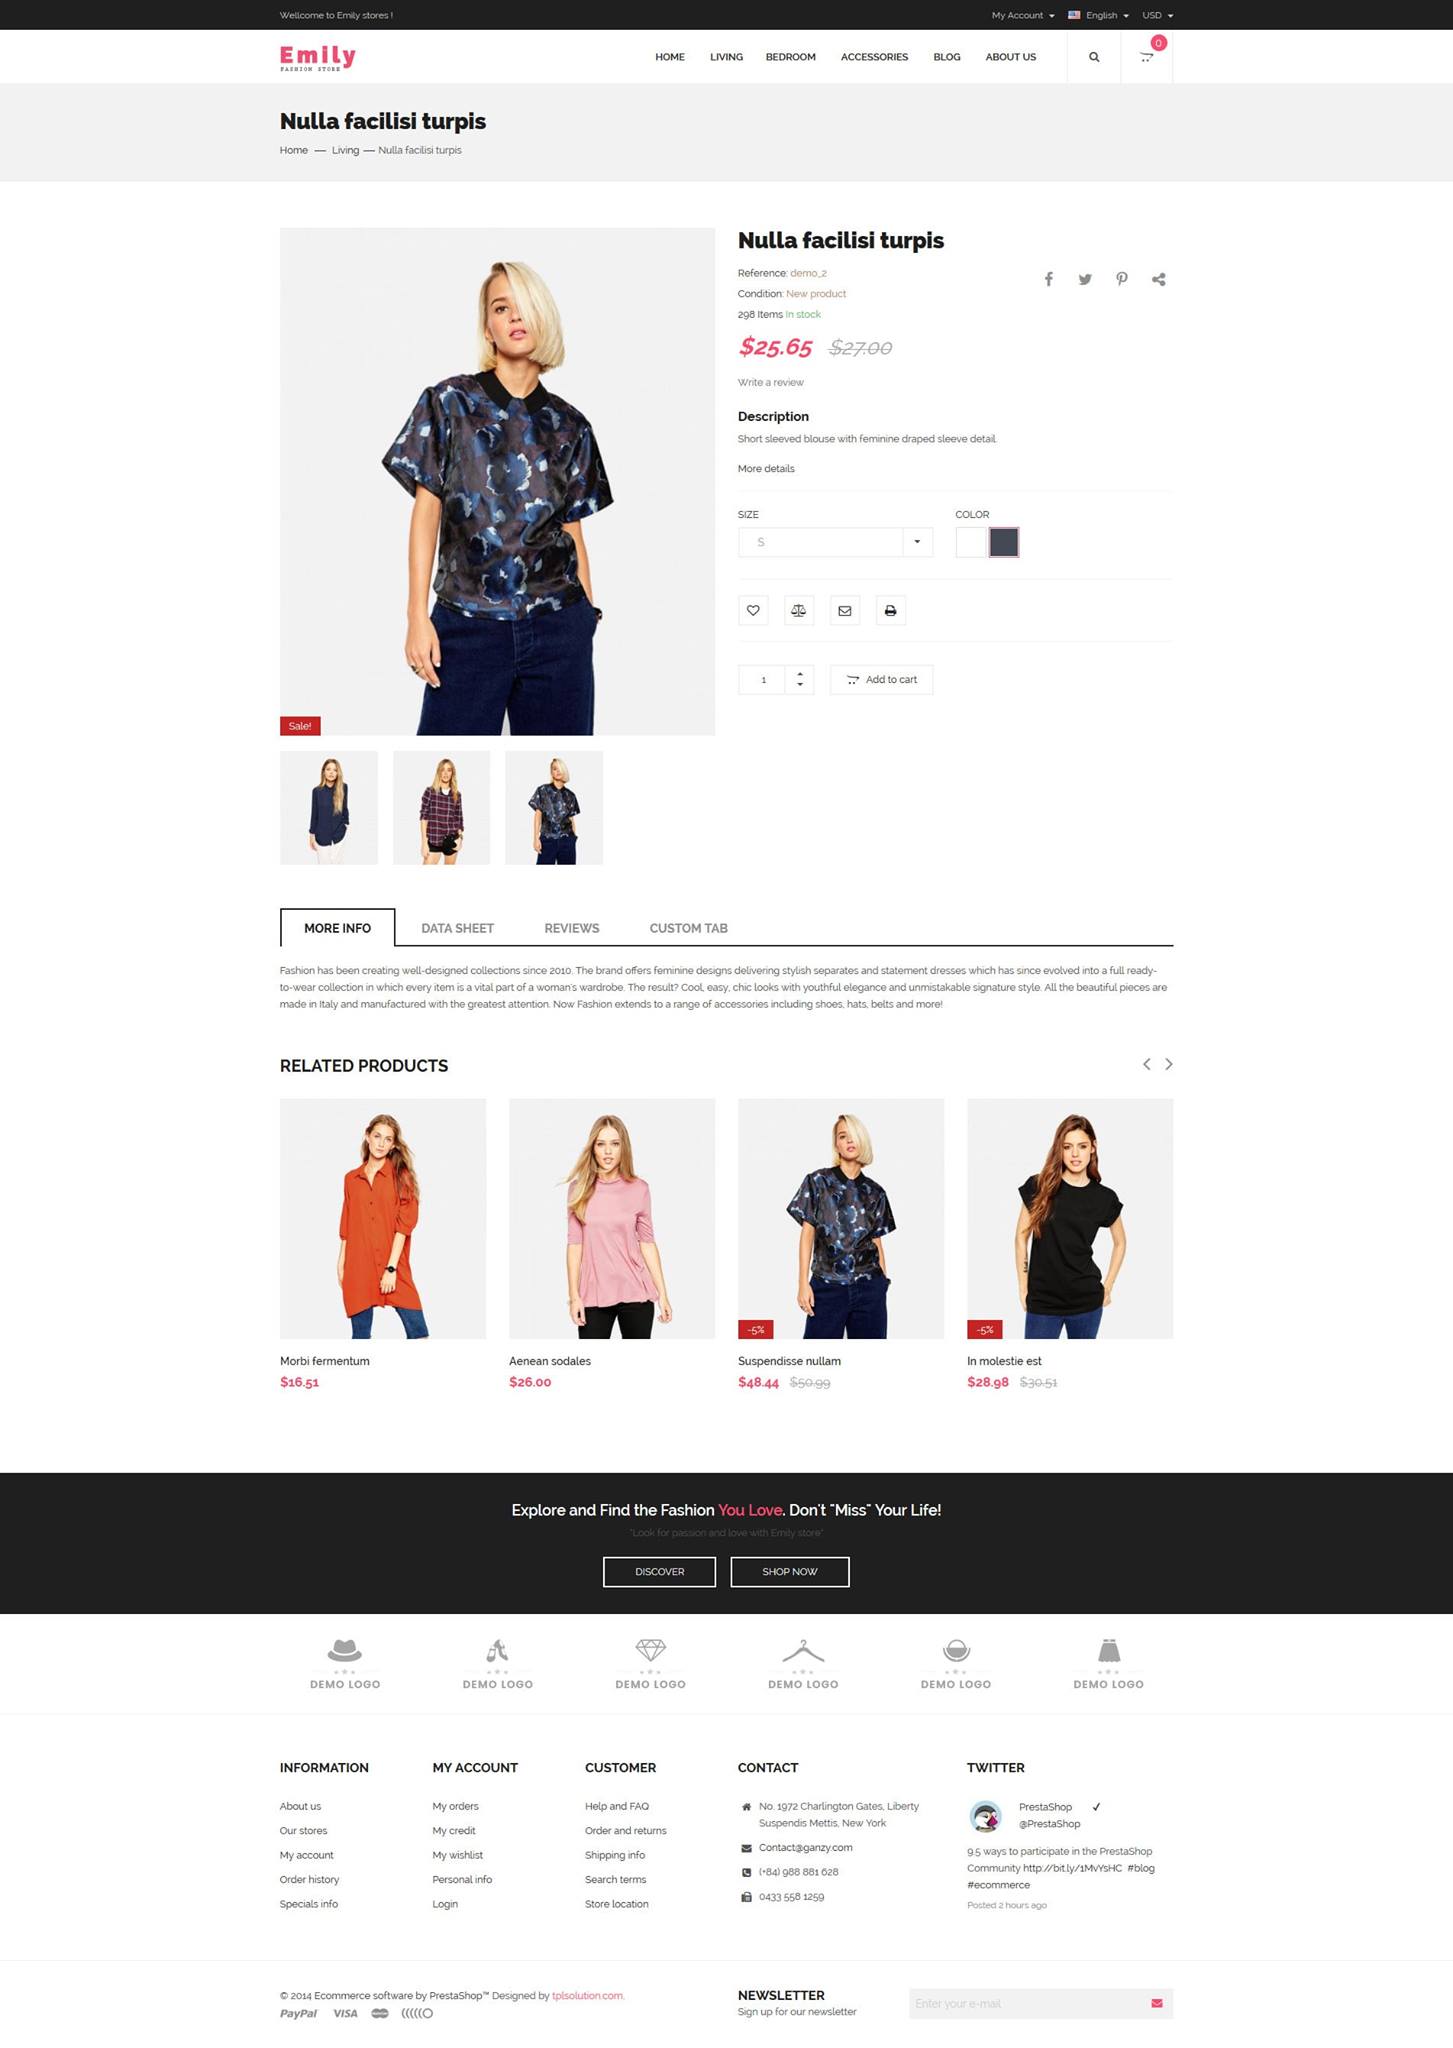 Wellcome to Emily stores !
My Account English USD
Emily
FASHION STORE
HOME LIVING BEDROOM ACCESSORIES BLOG ABOUT US
0
Nulla facilisi turpis
Home — Living — Nulla facilisi turpis
Nulla facilisi turpis
Reference: demo_2
Condition: New product
298 Items In stock
$25.65 $27.00
Write a review
Description
Short sleeved blouse with feminine draped sleeve detail.
More details
SIZE COLOR
S
1 Add to cart
Sale!
MORE INFO DATA SHEET REVIEWS CUSTOM TAB
Fashion has been creating well-designed collections since 2010. The brand offers feminine designs delivering stylish separates and statement dresses which has since evolved into a full ready-
to-wear collection in which every item is a vital part of a woman's wardrobe. The result? Cool, easy, chic looks with youthful elegance and unmistakable signature style. All the beautiful pieces are
made in Italy and manufactured with the greatest attention. Now Fashion extends to a range of accessories including shoes, hats, belts and more!
RELATED PRODUCTS
-5% -5%
Morbi fermentum Aenean sodales Suspendisse nullam In molestie est
$16.51 $26.00 $48.44 $50.99 $28.98 $30.51
Explore and Find the Fashion You Love. Don't "Miss" Your Life!
"Look for passion and love with Emily store"
DISCOVER SHOP NOW
DEMO LOGO DEMO LOGO DEMO LOGO DEMO LOGO DEMO LOGO DEMO LOGO
INFORMATION
About us
Our stores
My account
Order history
Specials info
MY ACCOUNT
My orders
My credit
My wishlist
Personal info
Login
CUSTOMER
Help and FAQ
Order and returns
Shipping info
Search terms
Store location
CONTACT
No. 1972 Charlington Gates, Liberty
Suspendis Mettis, New York
Contact@ganzy.com
(+84) 988 881 628
0433 558 1259
TWITTER
PrestaShop
@PrestaShop
9.5 ways to participate in the PrestaShop
Community http://bit.ly/1MvYsHC #blog
#ecommerce
Posted 2 hours ago
© 2014 Ecommerce software by PrestaShop™ Designed by tplsolution.com.
PayPal VISA
NEWSLETTER
Sign up for our newsletter
Enter your e-mail